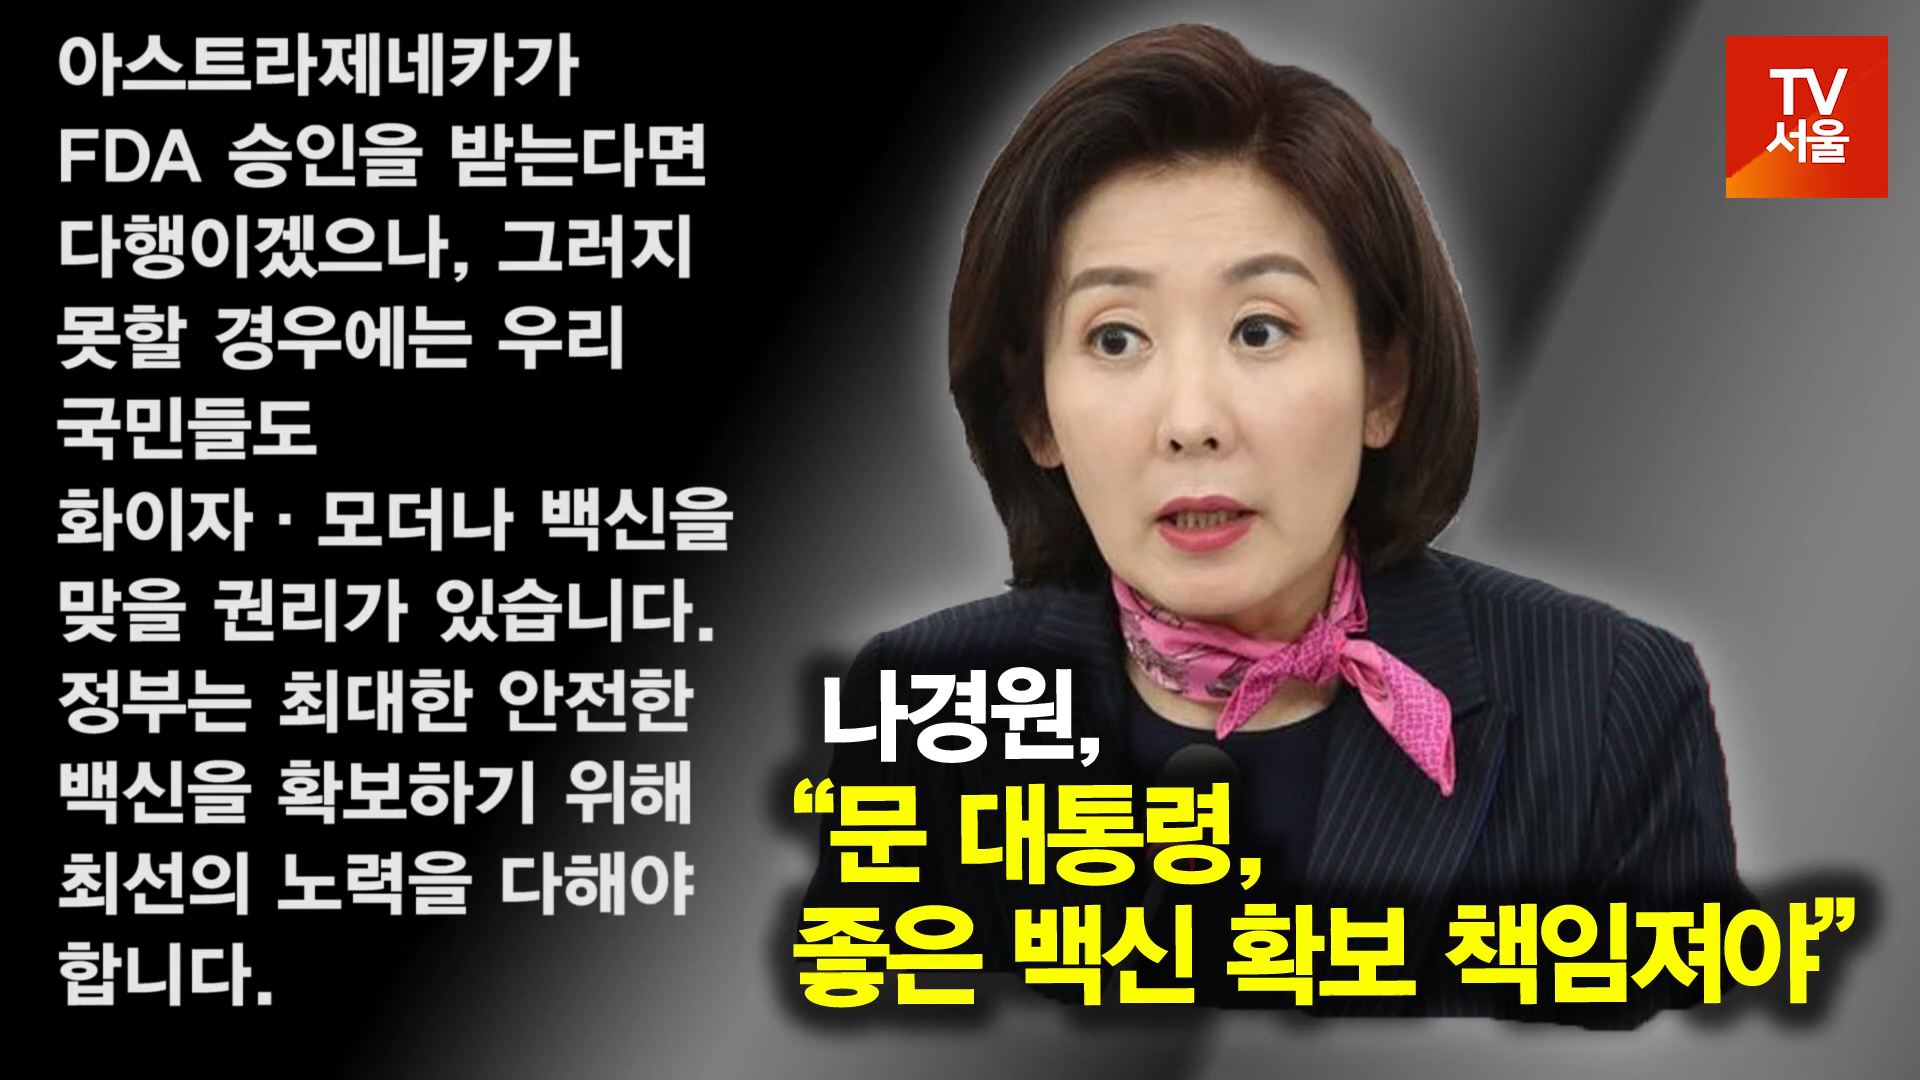 아스트라제네카가
FDA 승인을 받는다면
다행이겠으나, 그러지
못할 경우에는 우리
국민들도
화이자 · 모더나 백신을
맞을 권리가 있습니다.
정부는 최대한 안전한
백신을 확보하기 위해
최선의 노력을 다해야
합니다.
TV
서울
나경원,
“문 대통령,
좋은 백신 확보 책임져야”